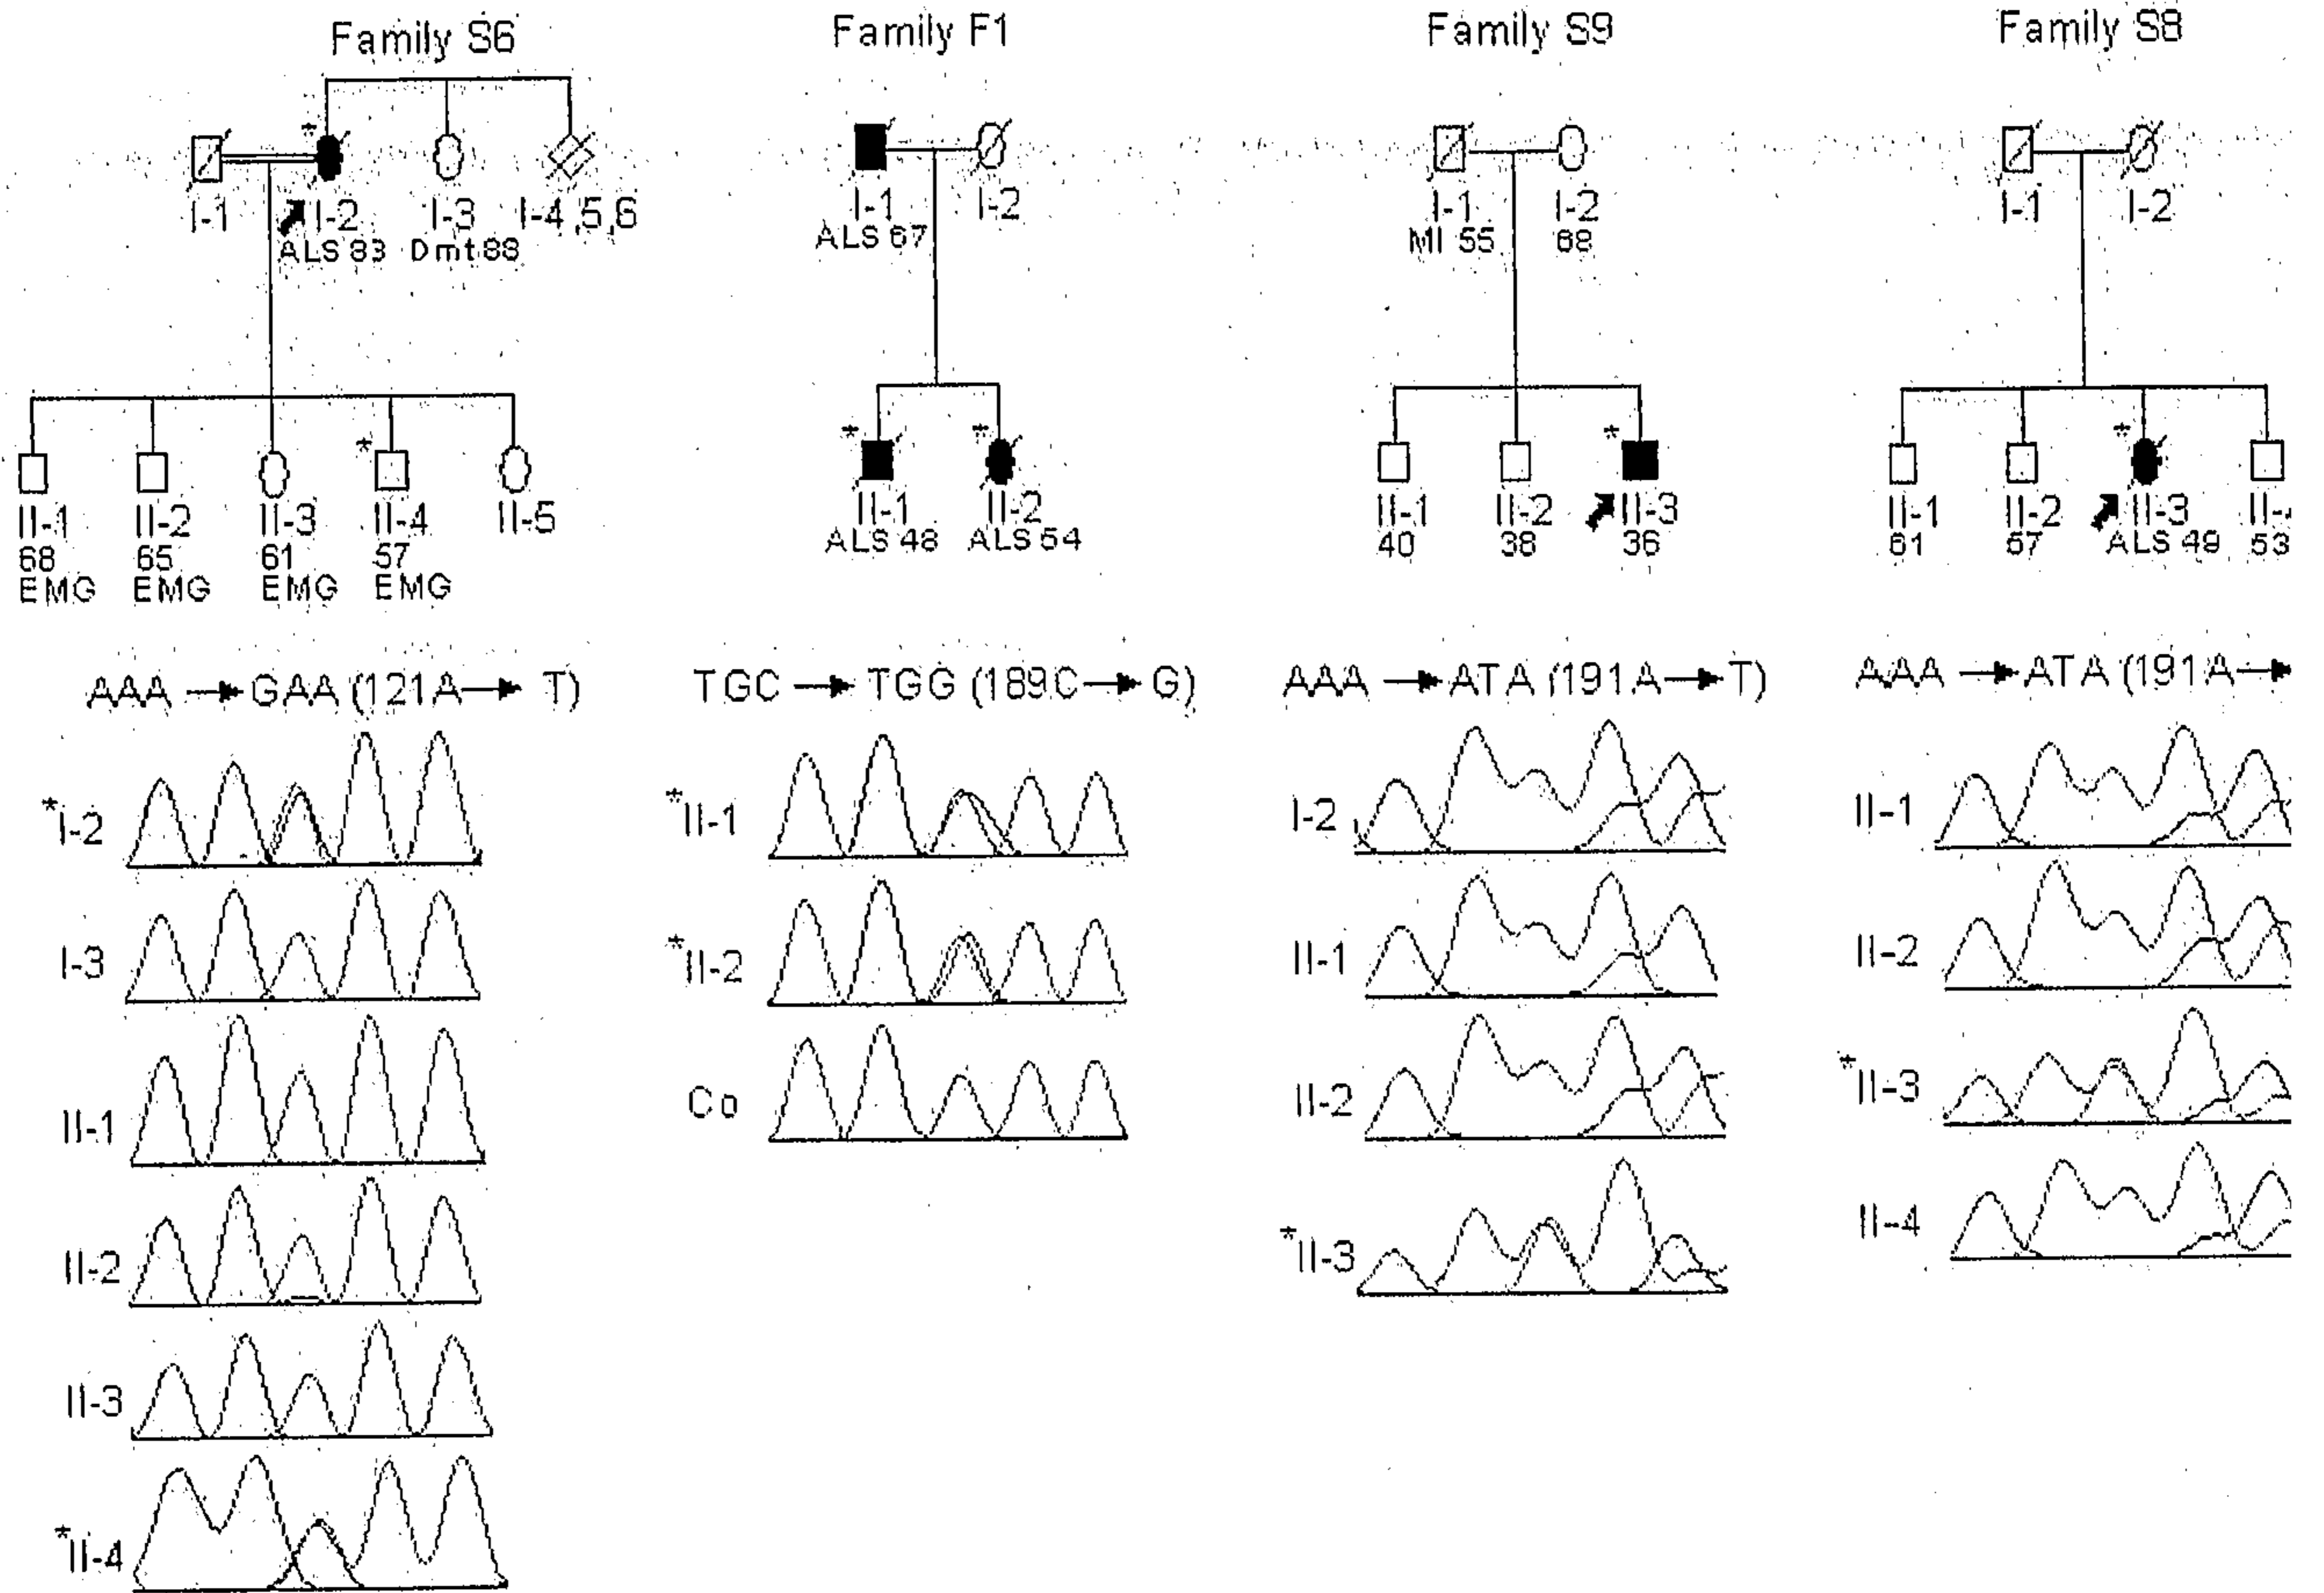 Family S6
* I-1 I-2 I-3 I-4,5,6
ALS 83 Dmt 88
*
II-1 II-2 II-3 II-4 II-5
68 65 61 57
EMG EMG EMG EMG
AAA → GAA (121A → T)
*I-2
I-3
II-1
II-2
II-3
*II-4
Family F1
I-1 I-2
ALS 67
* *
II-1 II-2
ALS 48 ALS 54
TGC → TGG (189C → G)
*II-1
*II-2
Co
Family S9
I-1 I-2
MI 55 68
*
II-1 II-2 II-3
40 38 36
AAA → ATA (191A → T)
I-2
II-1
II-2
*II-3
Family S8
I-1 I-2
*
II-1 II-2 II-3 II-
61 57 ALS 49 53
AAA → ATA (191A →
II-1
II-2
*II-3
II-4